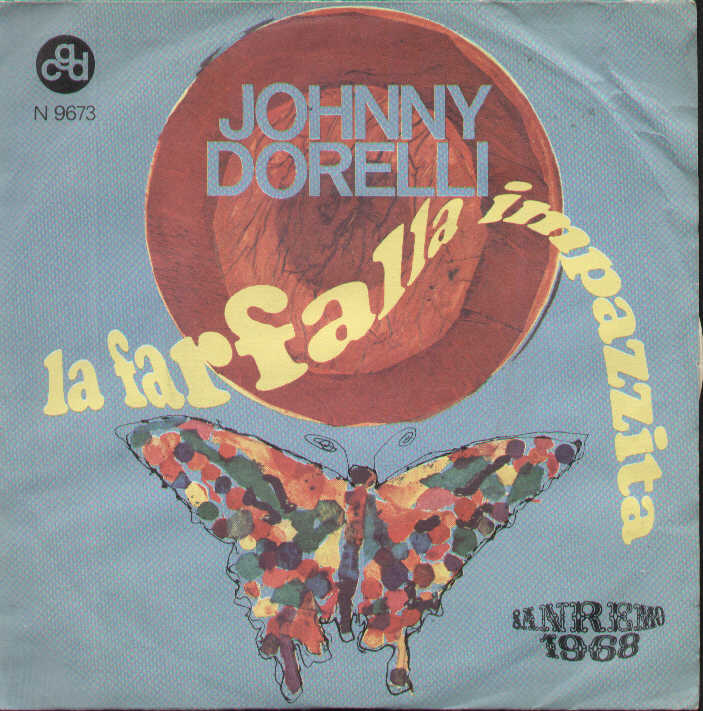 cgd
N 9673
JOHNNY
DORELLI
la farfalla impazzita
SANREMO
1968